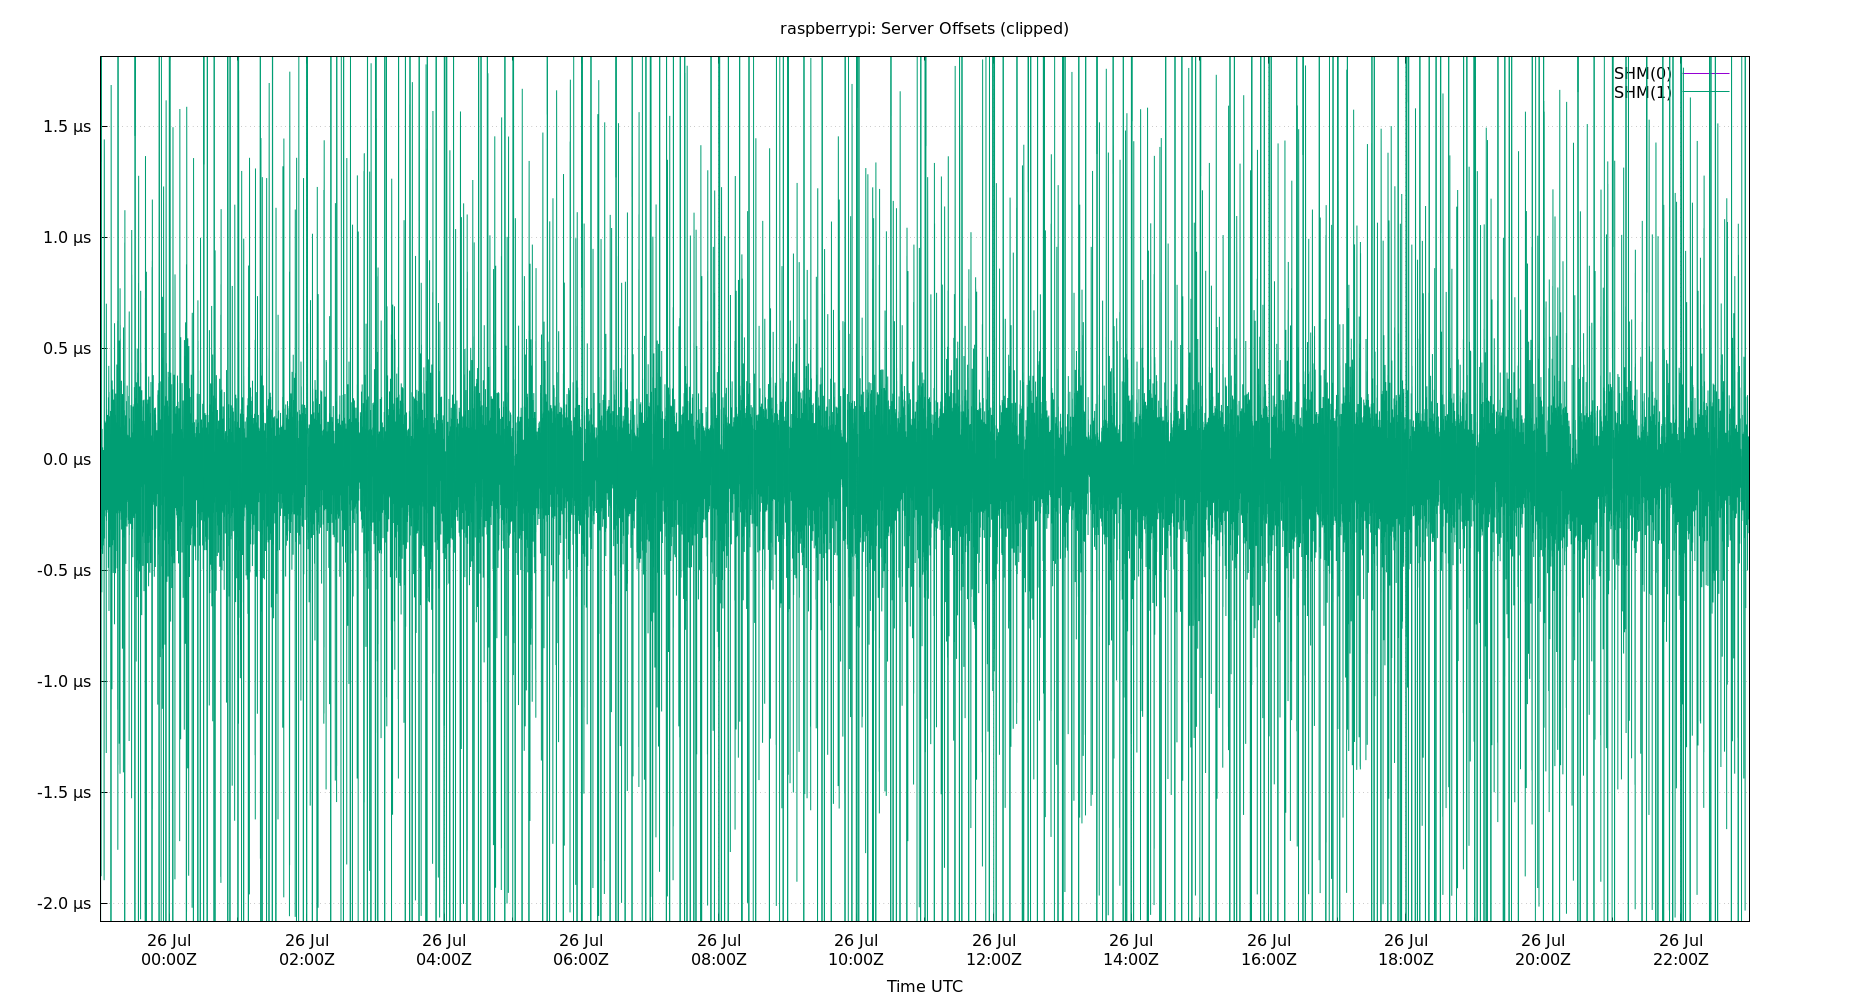 raspberrypi: Server Offsets (clipped)
SHM(0)
SHM(1)
1.5 µs
1.0 µs
0.5 µs
0.0 µs
-0.5 µs
-1.0 µs
-1.5 µs
-2.0 µs
26 Jul 26 Jul 26 Jul 26 Jul 26 Jul 26 Jul 26 Jul 26 Jul 26 Jul 26 Jul 26 Jul 26 Jul
00:00Z 02:00Z 04:00Z 06:00Z 08:00Z 10:00Z 12:00Z 14:00Z 16:00Z 18:00Z 20:00Z 22:00Z
Time UTC